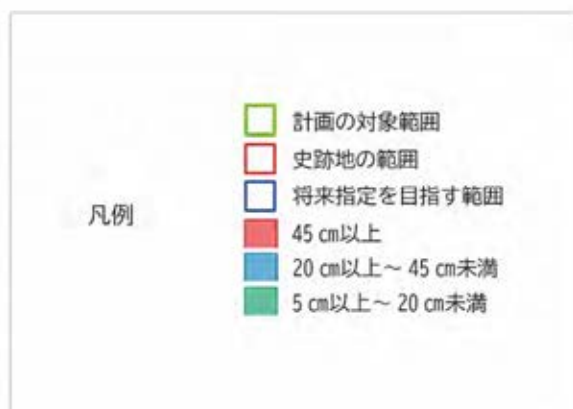 凡例
計画の対象範囲
史跡地の範囲
将来指定を目指す範囲
45 ㎝以上
20 ㎝以上～ 45 ㎝未満
5 ㎝以上～ 20 ㎝未満